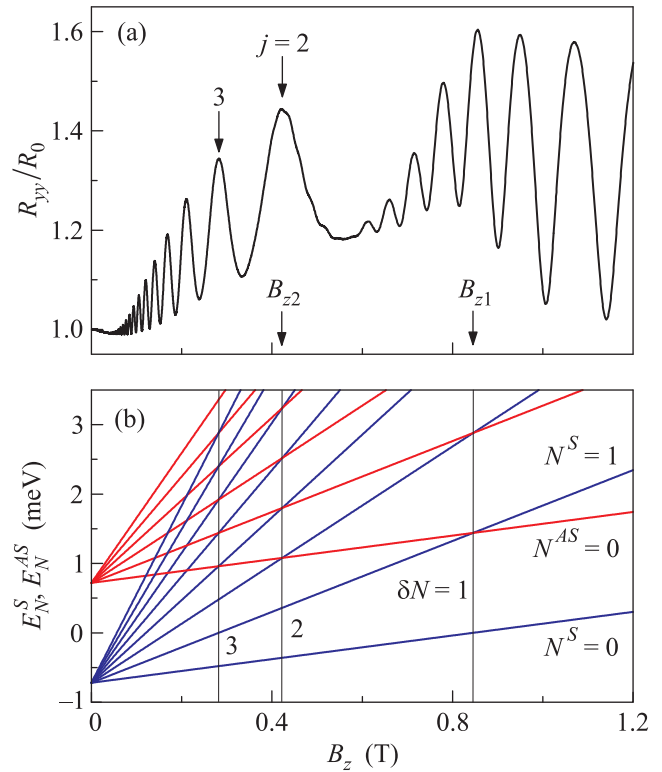 (a)
1.6
1.4
1.2
1.0
R_yy/R_0
j = 2
3
B_z2
B_z1
(b)
3
2
1
0
−1
E_N^S, E_N^AS (meV)
N^S = 1
N^AS = 0
δN = 1
2
3
N^S = 0
0
0.4
0.8
1.2
B_z (T)